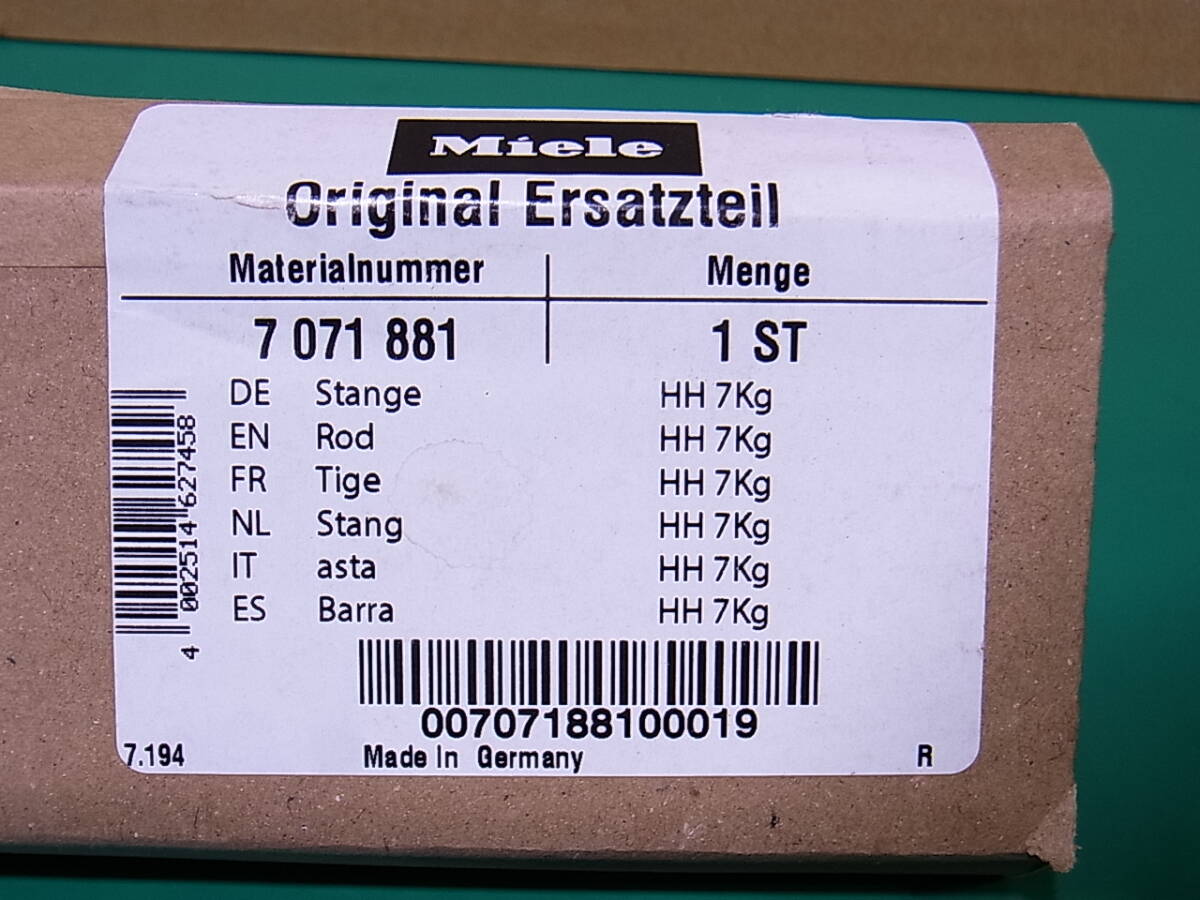 Miele
Original Ersatzteil
Materialnummer Menge
7 071 881 1 ST
DE Stange HH 7Kg
EN Rod HH 7Kg
FR Tige HH 7Kg
NL Stang HH 7Kg
IT asta HH 7Kg
ES Barra HH 7Kg
4 002514 627458
00707188100019
7.194 Made In Germany R